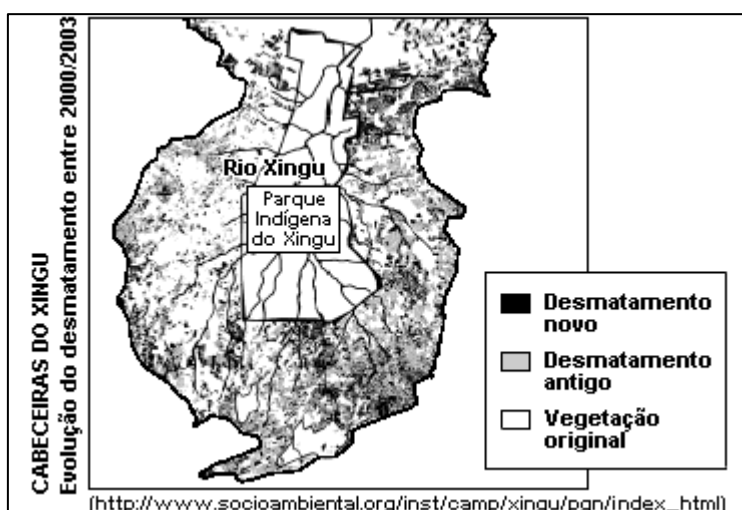 CABECEIRAS DO XINGU
Evolução do desmatamento entre 2000/2003
Rio Xingu
Parque
Indígena
do Xingu
Desmatamento
novo
Desmatamento
antigo
Vegetação
original
(http://www.socioambiental.org/inst/camp/xingu/pgn/index_html)